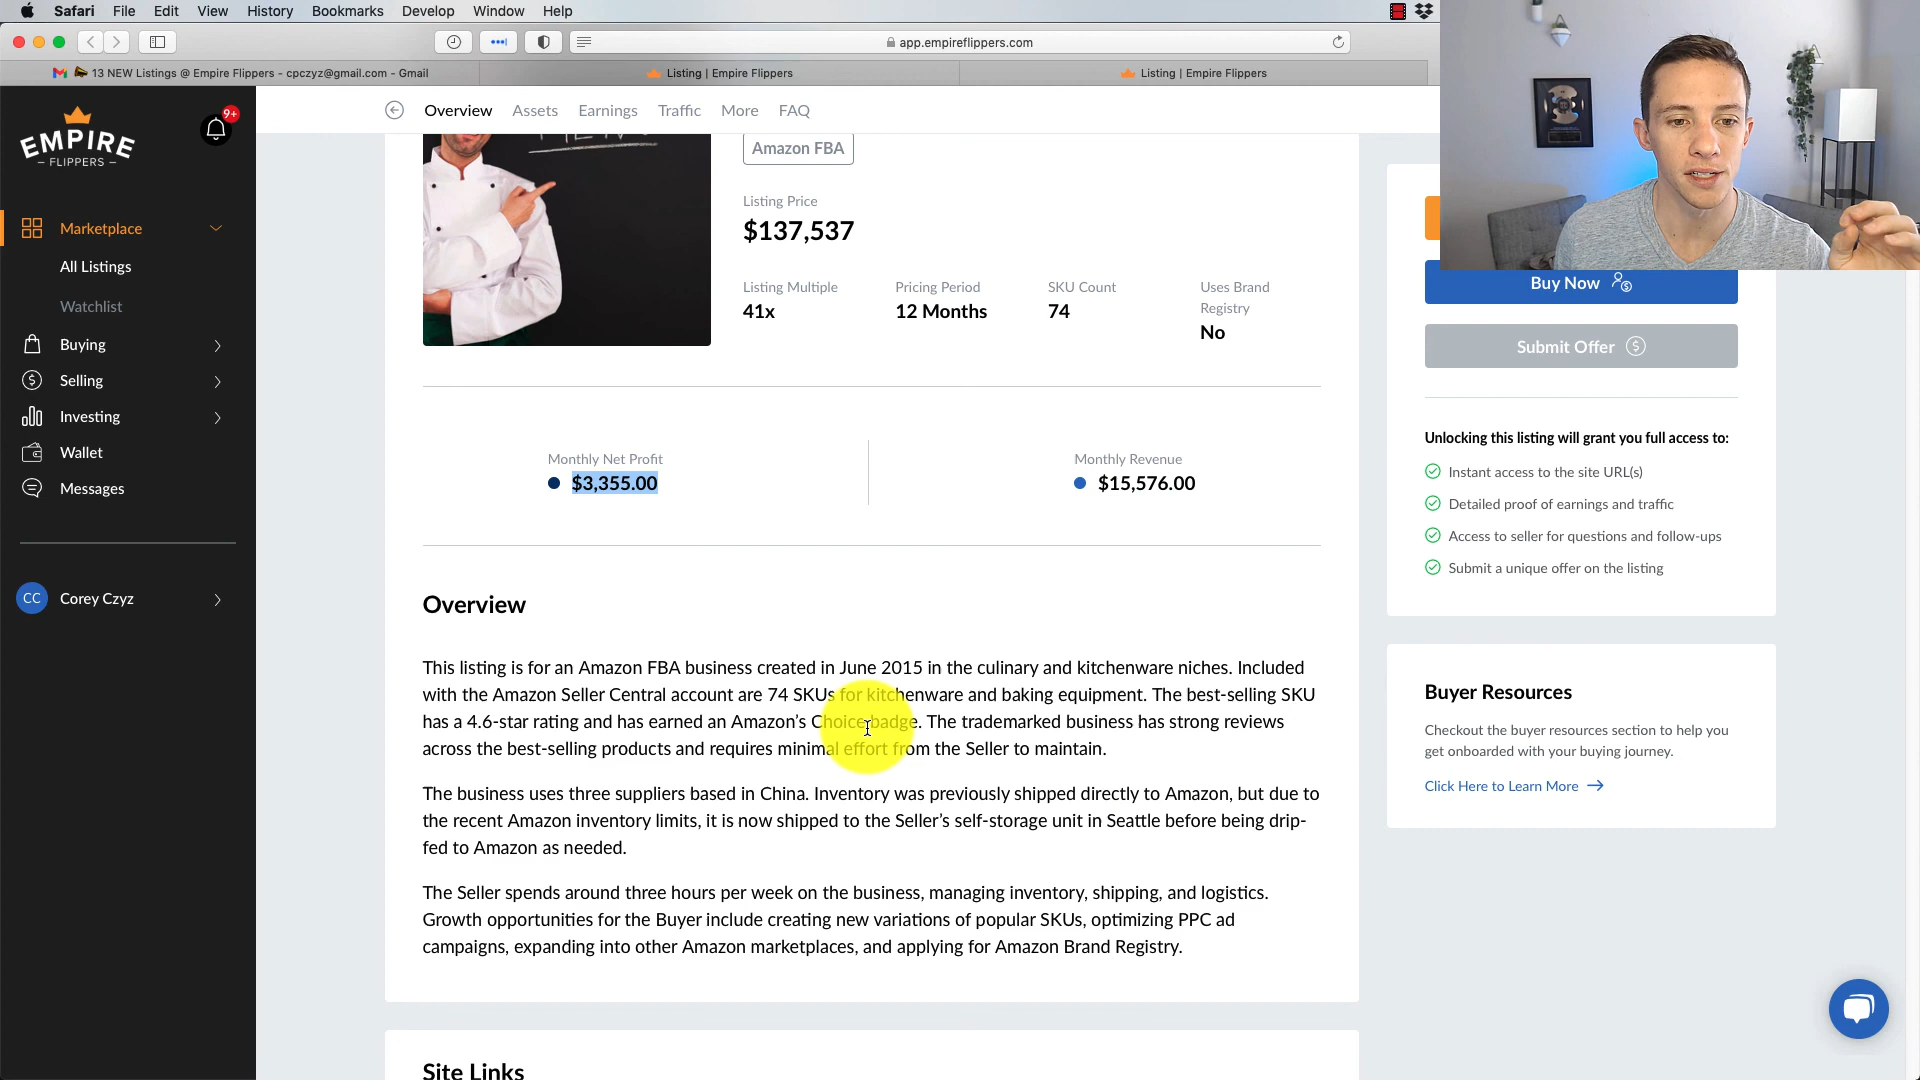 Safari File Edit View History Bookmarks Develop Window Help
app.empireflippers.com
13 NEW Listings @ Empire Flippers - cpczyz@gmail.com - Gmail
Listing | Empire Flippers
Listing | Empire Flippers
EMPIRE
FLIPPERS
9+
Overview Assets Earnings Traffic More FAQ
Marketplace
All Listings
Watchlist
Buying
Selling
Investing
Wallet
Messages
CC Corey Czyz
Amazon FBA
Listing Price
$137,537
Listing Multiple
41x
Pricing Period
12 Months
SKU Count
74
Uses Brand
Registry
No
Monthly Net Profit
$3,355.00
Monthly Revenue
$15,576.00
Overview
This listing is for an Amazon FBA business created in June 2015 in the culinary and kitchenware niches. Included
with the Amazon Seller Central account are 74 SKUs for kitchenware and baking equipment. The best-selling SKU
has a 4.6-star rating and has earned an Amazon’s Choice badge. The trademarked business has strong reviews
across the best-selling products and requires minimal effort from the Seller to maintain.
The business uses three suppliers based in China. Inventory was previously shipped directly to Amazon, but due to
the recent Amazon inventory limits, it is now shipped to the Seller’s self-storage unit in Seattle before being drip-
fed to Amazon as needed.
The Seller spends around three hours per week on the business, managing inventory, shipping, and logistics.
Growth opportunities for the Buyer include creating new variations of popular SKUs, optimizing PPC ad
campaigns, expanding into other Amazon marketplaces, and applying for Amazon Brand Registry.
Site Links
Buy Now
Submit Offer
Unlocking this listing will grant you full access to:
Instant access to the site URL(s)
Detailed proof of earnings and traffic
Access to seller for questions and follow-ups
Submit a unique offer on the listing
Buyer Resources
Checkout the buyer resources section to help you
get onboarded with your buying journey.
Click Here to Learn More